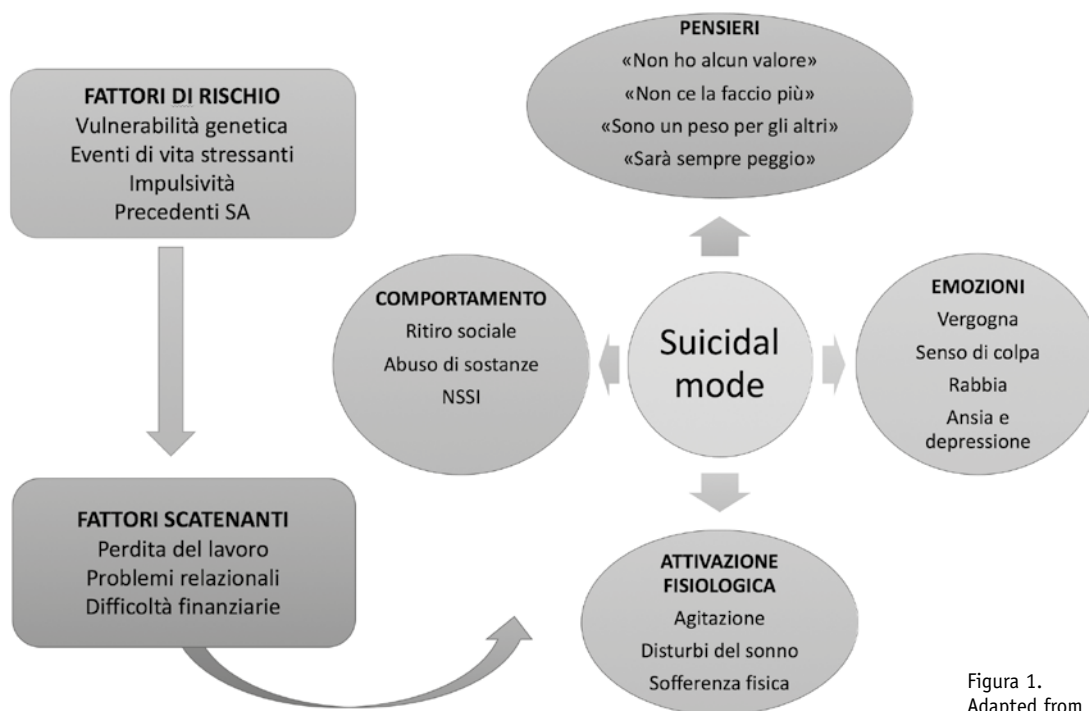 FATTORI DI RISCHIO
Vulnerabilità genetica
Eventi di vita stressanti
Impulsività
Precedenti SA
PENSIERI
«Non ho alcun valore»
«Non ce la faccio più»
«Sono un peso per gli altri»
«Sarà sempre peggio»
COMPORTAMENTO
Ritiro sociale
Abuso di sostanze
NSSI
Suicidal
mode
EMOZIONI
Vergogna
Senso di colpa
Rabbia
Ansia e
depressione
FATTORI SCATENANTI
Perdita del lavoro
Problemi relazionali
Difficoltà finanziarie
ATTIVAZIONE
FISIOLOGICA
Agitazione
Disturbi del sonno
Sofferenza fisica
Figura 1.
Adapted from